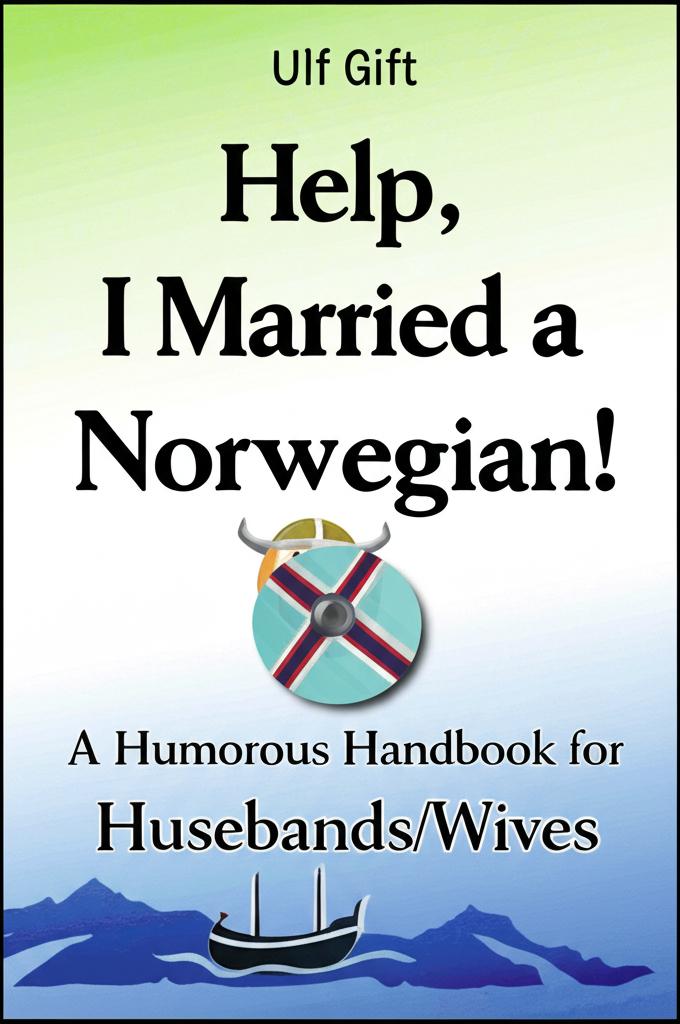 Ulf Gift
Help,
I Married a
Norwegian!
A Humorous Handbook for
Husebands/Wives